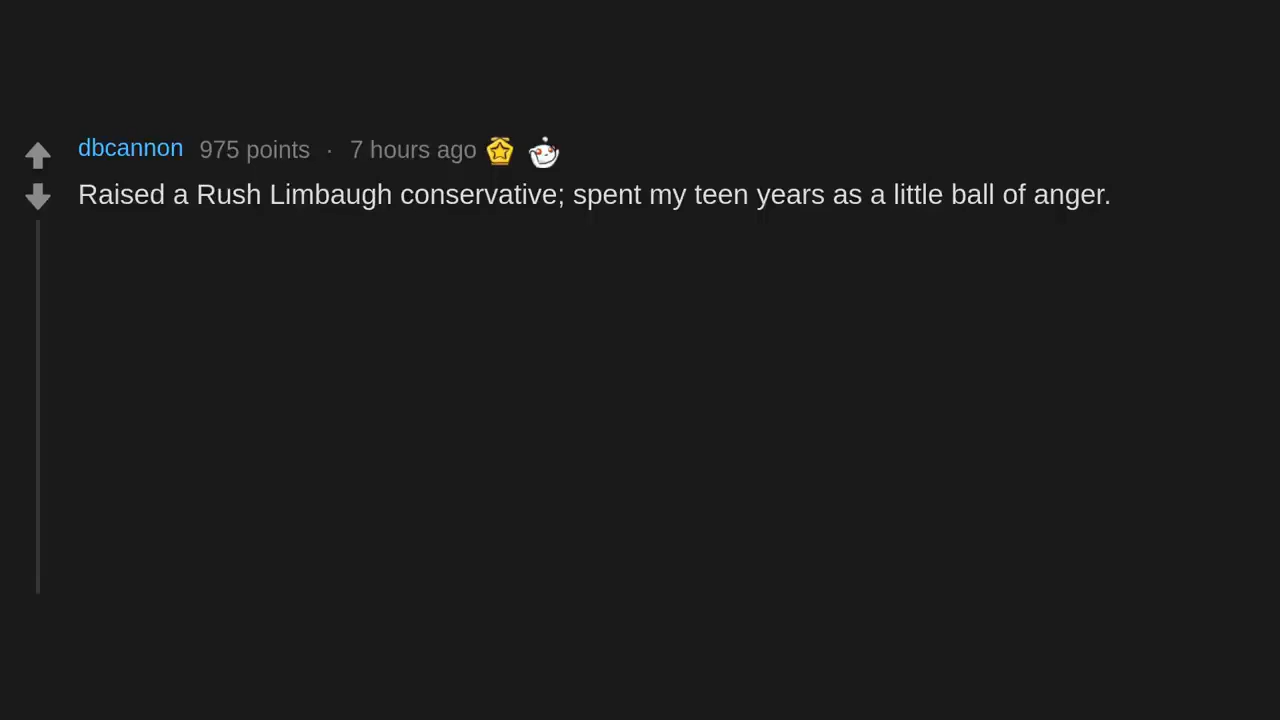 dbcannon 975 points · 7 hours ago
Raised a Rush Limbaugh conservative; spent my teen years as a little ball of anger.